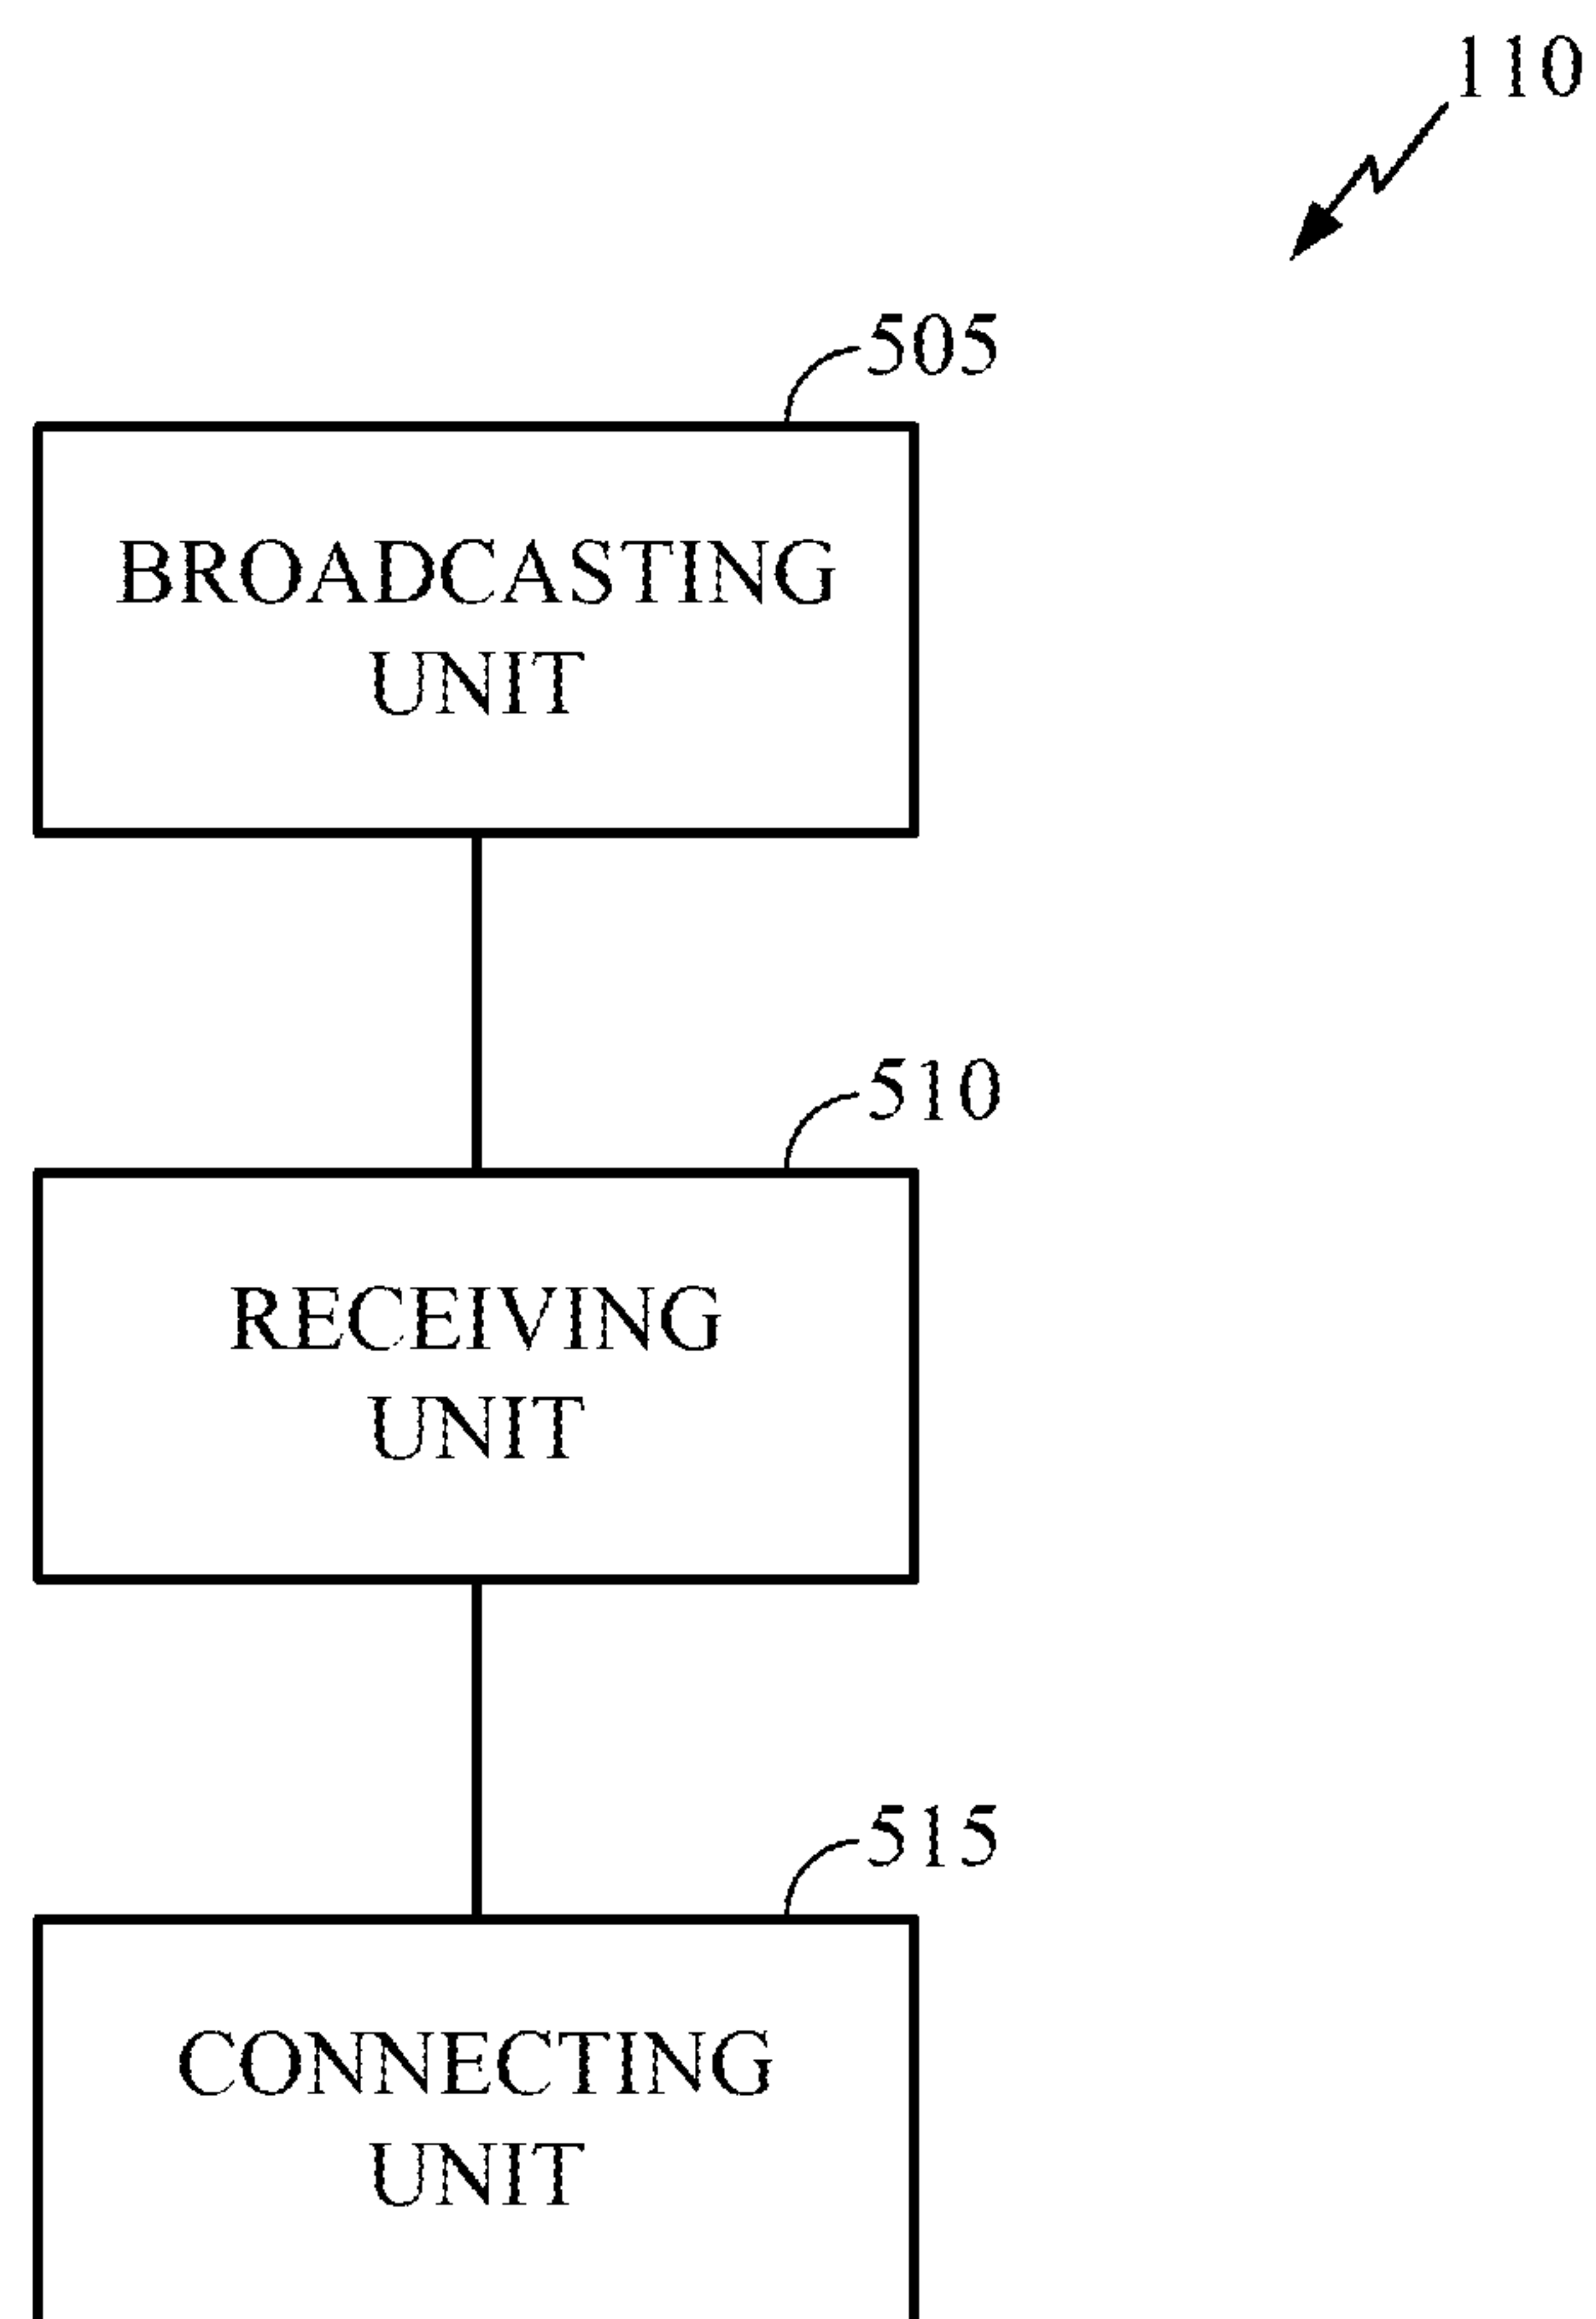 110
505
BROADCASTING
UNIT
510
RECEIVING
UNIT
515
CONNECTING
UNIT